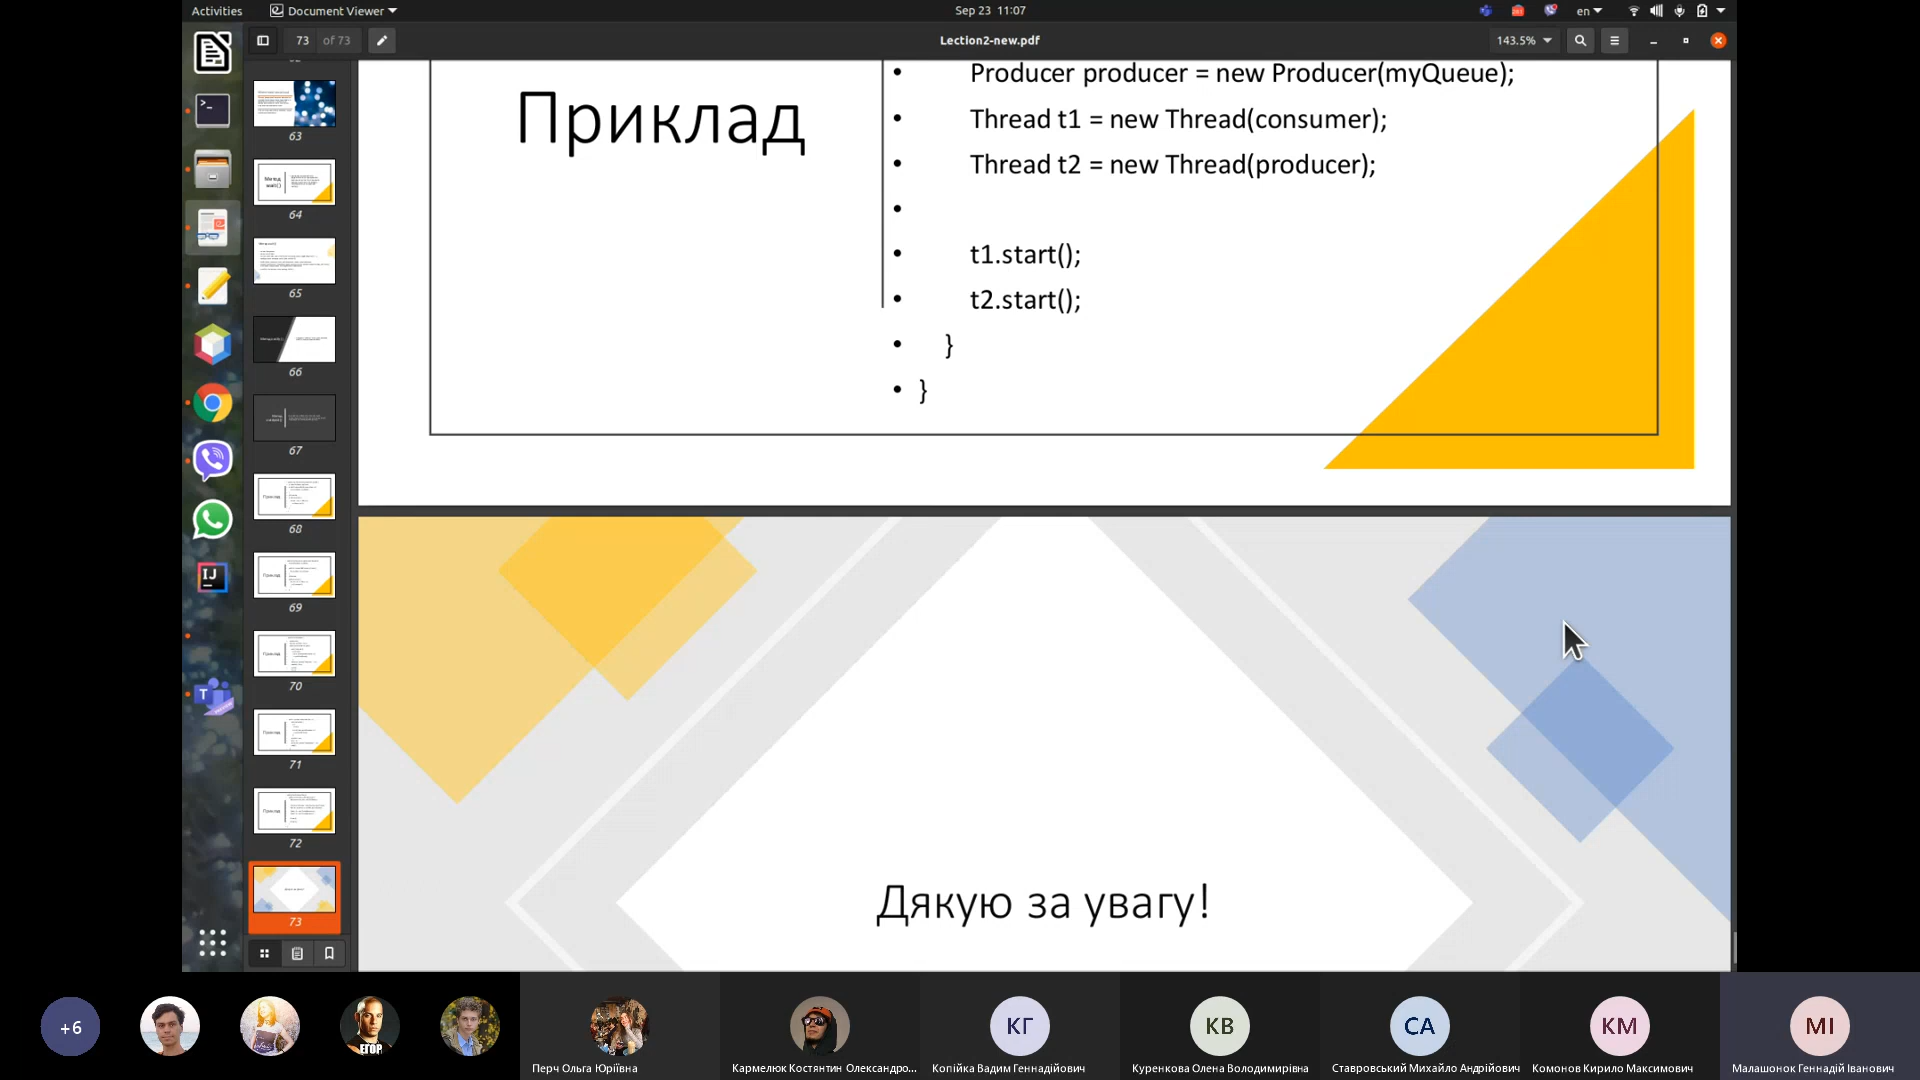 Activities
Document Viewer
Sep 23 11:07
en
73 of 73
Lection2-new.pdf
143.5%
63
64
65
66
67
68
69
70
71
72
73
Приклад
• Producer producer = new Producer(myQueue);
• Thread t1 = new Thread(consumer);
• Thread t2 = new Thread(producer);
•
• t1.start();
• t2.start();
• }
• }
Дякую за увагу!
+6
ЕГОР
КГ
КВ
СА
КМ
МІ
Перч Ольга Юріївна
Кармелюк Костянтин Олександро...
Копійка Вадим Геннадійович
Куренкова Олена Володимирівна
Ставровський Михайло Андрійович
Комонов Кирило Максимович
Малашонок Геннадій Іванович